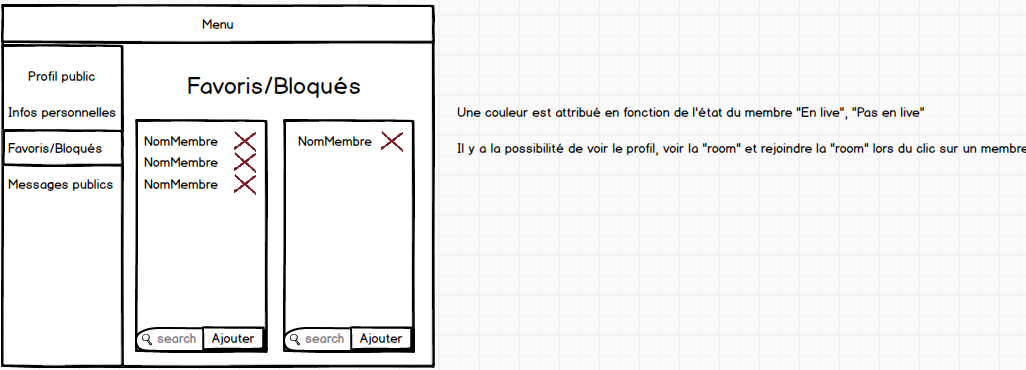 Menu
Profil public
Infos personnelles
Favoris/Bloqués
Messages publics
Favoris/Bloqués
NomMembre
NomMembre
NomMembre
search Ajouter
NomMembre
search Ajouter
Une couleur est attribué en fonction de l'état du membre "En live", "Pas en live"
Il y a la possibilité de voir le profil, voir la "room" et rejoindre la "room" lors du clic sur un membre